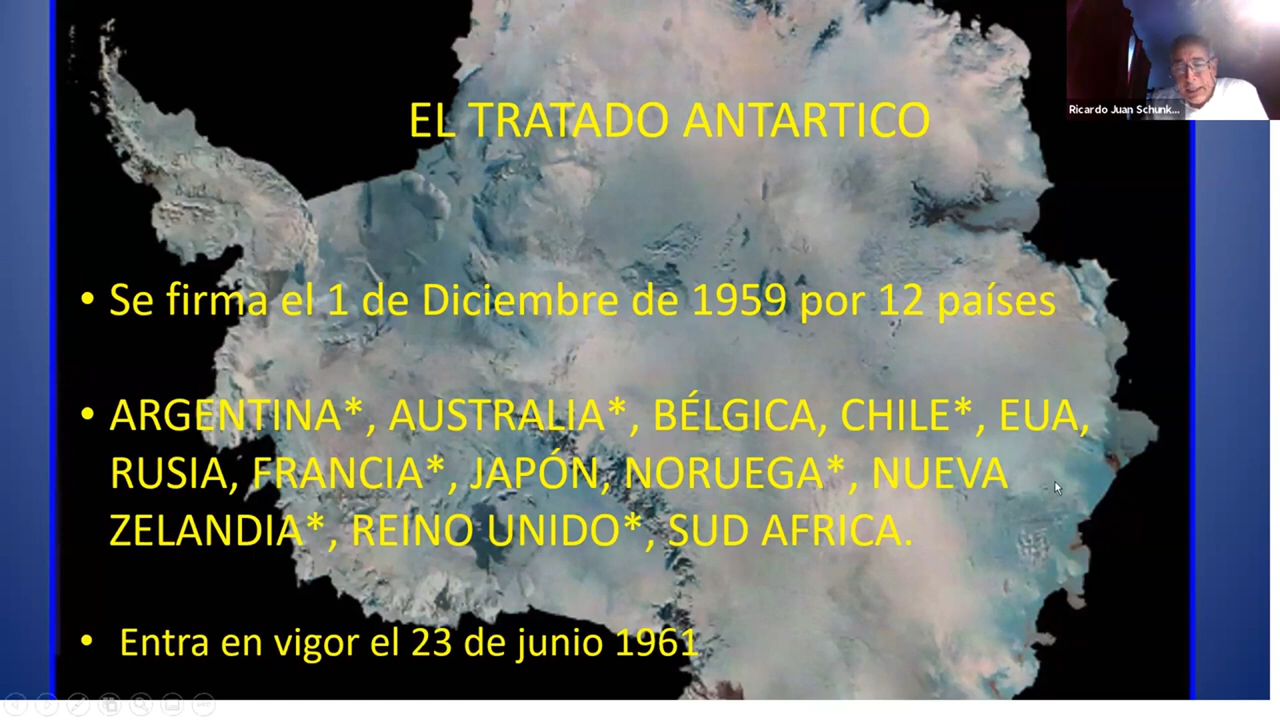 EL TRATADO ANTARTICO
Ricardo Juan Schunk...
• Se firma el 1 de Diciembre de 1959 por 12 países
• ARGENTINA*, AUSTRALIA*, BÉLGICA, CHILE*, EUA,
RUSIA, FRANCIA*, JAPÓN, NORUEGA*, NUEVA
ZELANDIA*, REINO UNIDO*, SUD AFRICA.
• Entra en vigor el 23 de junio 1961